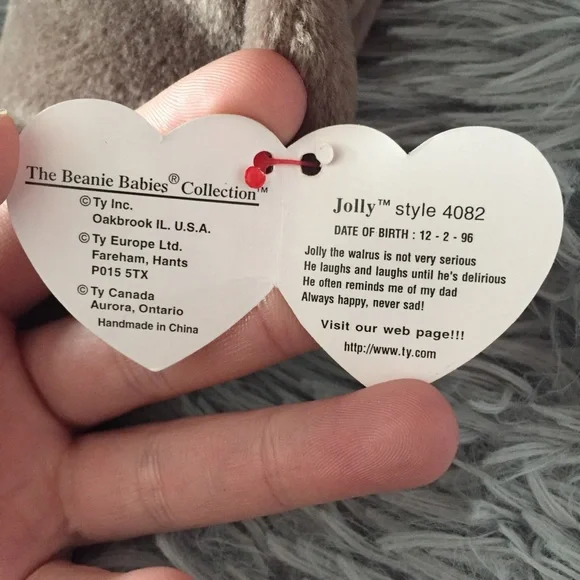 The Beanie Babies® Collection™
©Ty Inc.
Oakbrook IL. U.S.A.
©Ty Europe Ltd.
Fareham, Hants
P015 5TX
©Ty Canada
Aurora, Ontario
Handmade in China
Jolly™ style 4082
DATE OF BIRTH : 12 - 2 - 96
Jolly the walrus is not very serious
He laughs and laughs until he's delirious
He often reminds me of my dad
Always happy, never sad!
Visit our web page!!!
http://www.ty.com